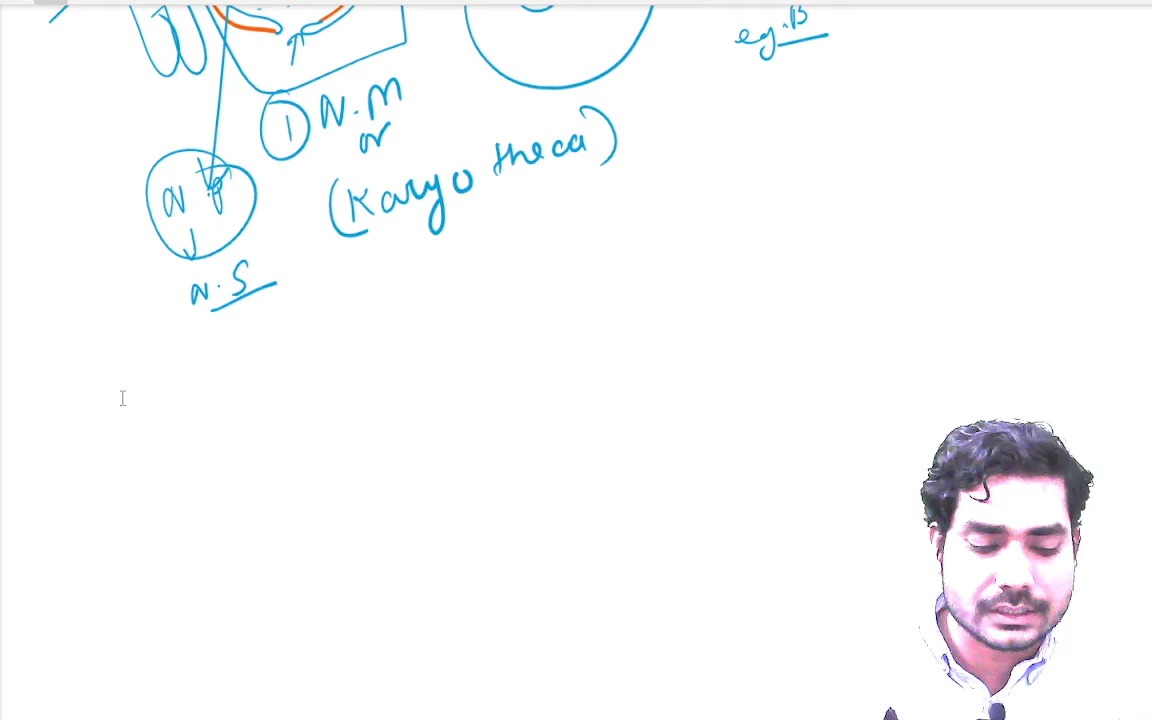 eg. B
① N.M
or
(Karyo theca)
N P
N.S